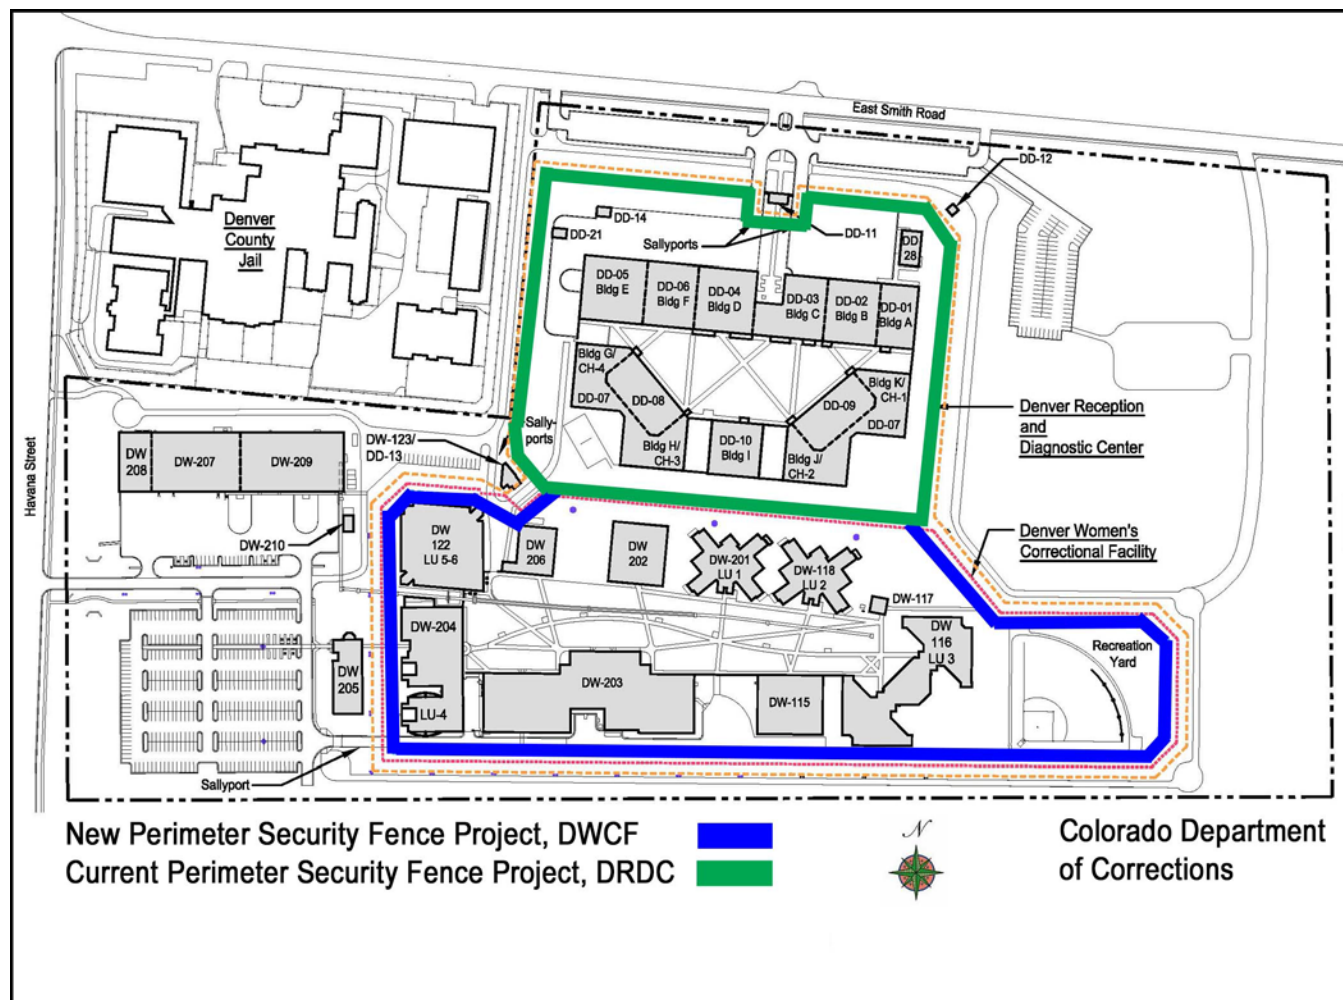 East Smith Road
DD-12
Denver
County
Jail
DD-14
DD-21
Sallyports
DD-11
DD
28
DD-05
Bldg E
DD-06
Bldg F
DD-04
Bldg D
DD-03
Bldg C
DD-02
Bldg B
DD-01
Bldg A
Bldg G/
CH-4
DD-07
DD-08
Bldg H/
CH-3
DD-10
Bldg I
DD-09
Bldg K/
CH-1
DD-07
Bldg J/
CH-2
Denver Reception
and
Diagnostic Center
Sally-
ports
DW-123/
DD-13
Havana Street
DW
208
DW-207
DW-209
DW-210
DW
122
LU 5-6
DW
206
DW
202
DW-201
LU 1
DW-118
LU 2
DW-117
Denver Women's
Correctional Facility
DW-204
DW
116
LU 3
Recreation
Yard
DW
205
DW-203
DW-115
LU-4
Sallyport
New Perimeter Security Fence Project, DWCF
Current Perimeter Security Fence Project, DRDC
N
Colorado Department
of Corrections